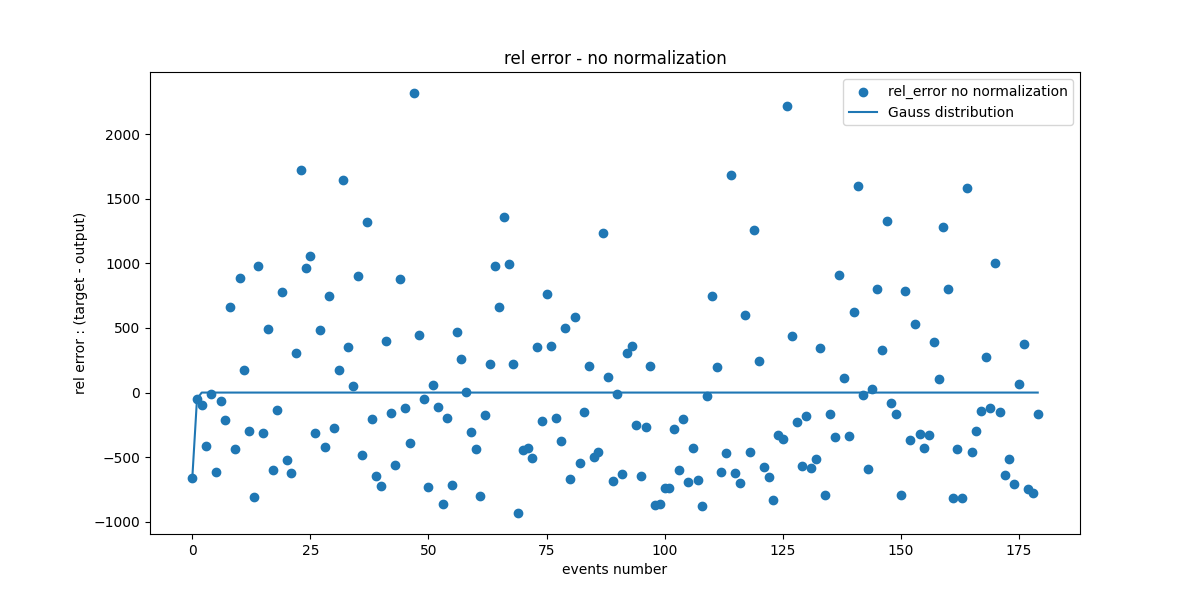 rel error - no normalization
rel_error no normalization
Gauss distribution
rel error : (target - output)
2000
1500
1000
500
0
−500
−1000
0 25 50 75 100 125 150 175
events number